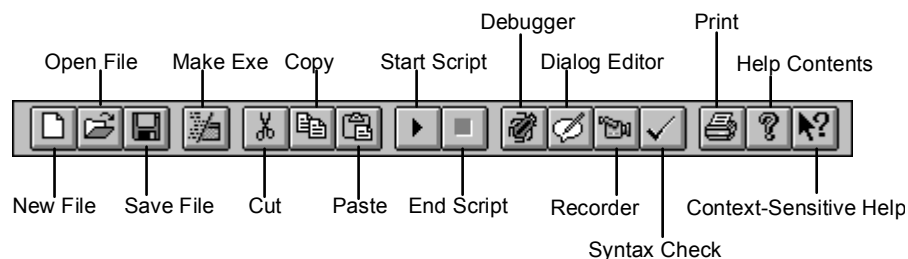 Debugger Print
Open File Make Exe Copy Start Script Dialog Editor Help Contents
New File Save File Cut Paste End Script Recorder Context-Sensitive Help
Syntax Check